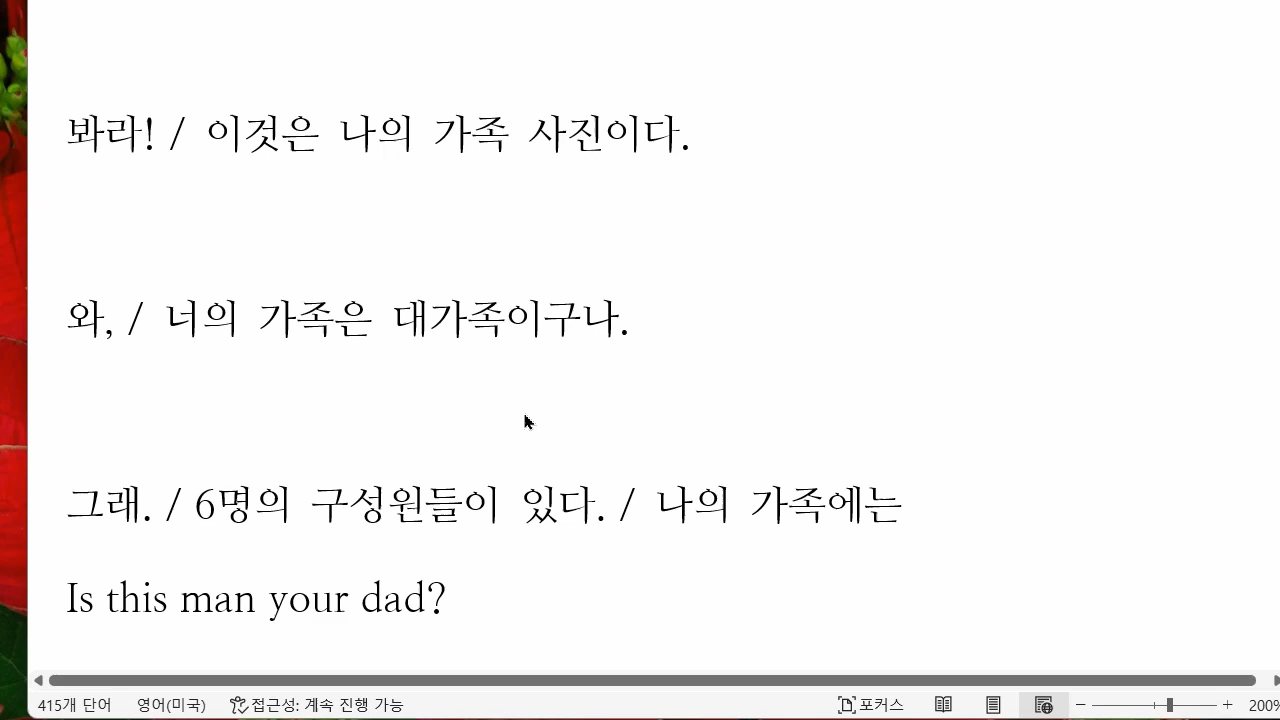 봐라! / 이것은 나의 가족 사진이다.
와, / 너의 가족은 대가족이구나.
그래. / 6명의 구성원들이 있다. / 나의 가족에는
Is this man your dad?
415개 단어 영어(미국) 접근성: 계속 진행 가능 포커스 200%